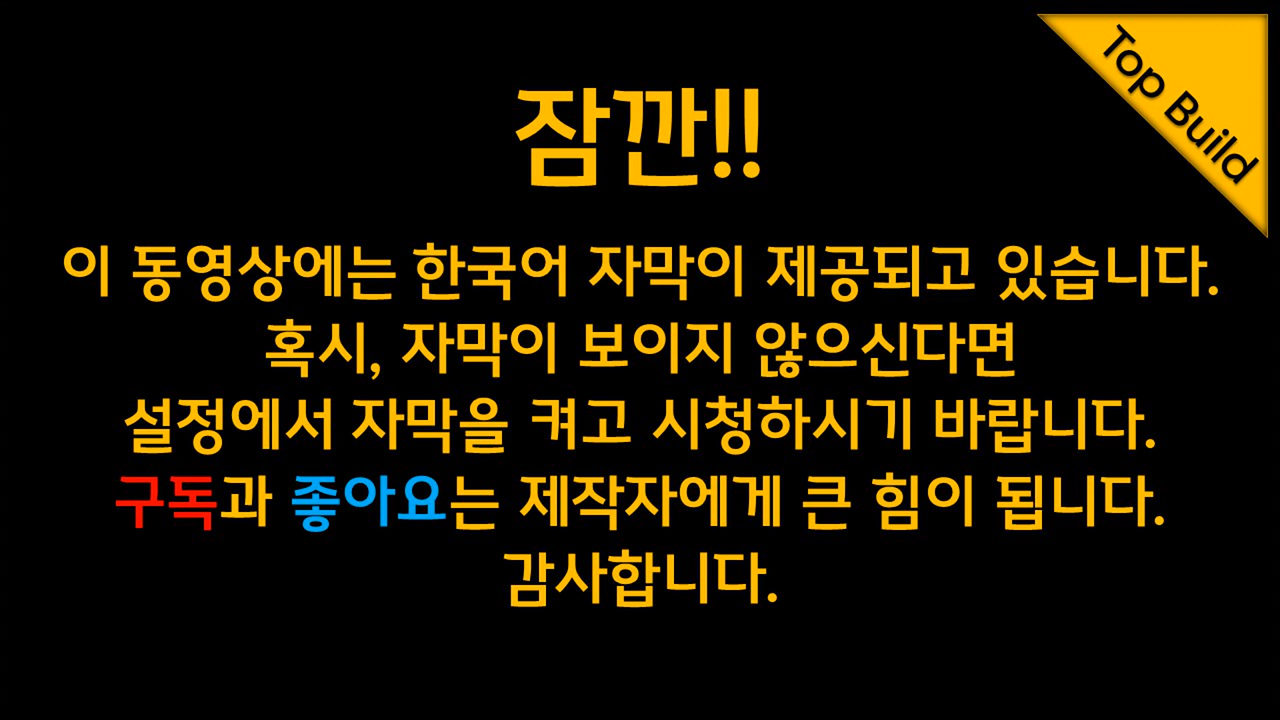 Top Build
잠깐!!
이 동영상에는 한국어 자막이 제공되고 있습니다.
혹시, 자막이 보이지 않으신다면
설정에서 자막을 켜고 시청하시기 바랍니다.
구독과 좋아요는 제작자에게 큰 힘이 됩니다.
감사합니다.